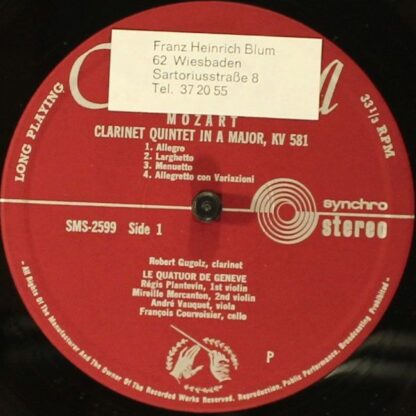 Franz Heinrich Blum
62 Wiesbaden
Sartoriusstraße 8
Tel. 37 20 55
LONG PLAYING
33 1/3 RPM
MOZART
CLARINET QUINTET IN A MAJOR, KV 581
1. Allegro
2. Larghetto
3. Menuetto
4. Allegretto con Variazioni
synchro
stereo
SMS-2599 Side 1
Robert Gugolz, clarinet
LE QUATUOR DE GENEVE
Régis Plantevin, 1st violin
Mireille Mercanton, 2nd violin
André Vauquet, viola
François Courvoisier, cello
P
- All Rights Of The Manufacturer And The Owner Of The Recorded Works Reserved. Reproduction, Public Performance, Broadcasting Prohibited -